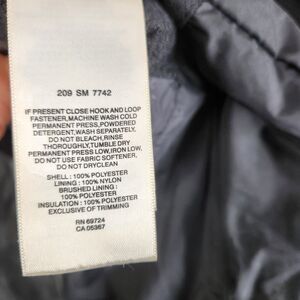 209 SM 7742
IF PRESENT CLOSE HOOK AND LOOP
FASTENER,MACHINE WASH COLD
PERMANENT PRESS,POWDERED
DETERGENT,WASH SEPARATELY,
DO NOT BLEACH,RINSE
THOROUGHLY,TUMBLE DRY
PERMANENT PRESS LOW,IRON LOW,
DO NOT USE FABRIC SOFTENER,
DO NOT DRYCLEAN
SHELL : 100% POLYESTER
LINING : 100% NYLON
BRUSHED LINING :
100% POLYESTER
INSULATION : 100% POLYESTER
EXCLUSIVE OF TRIMMING
RN 69724
CA 05367